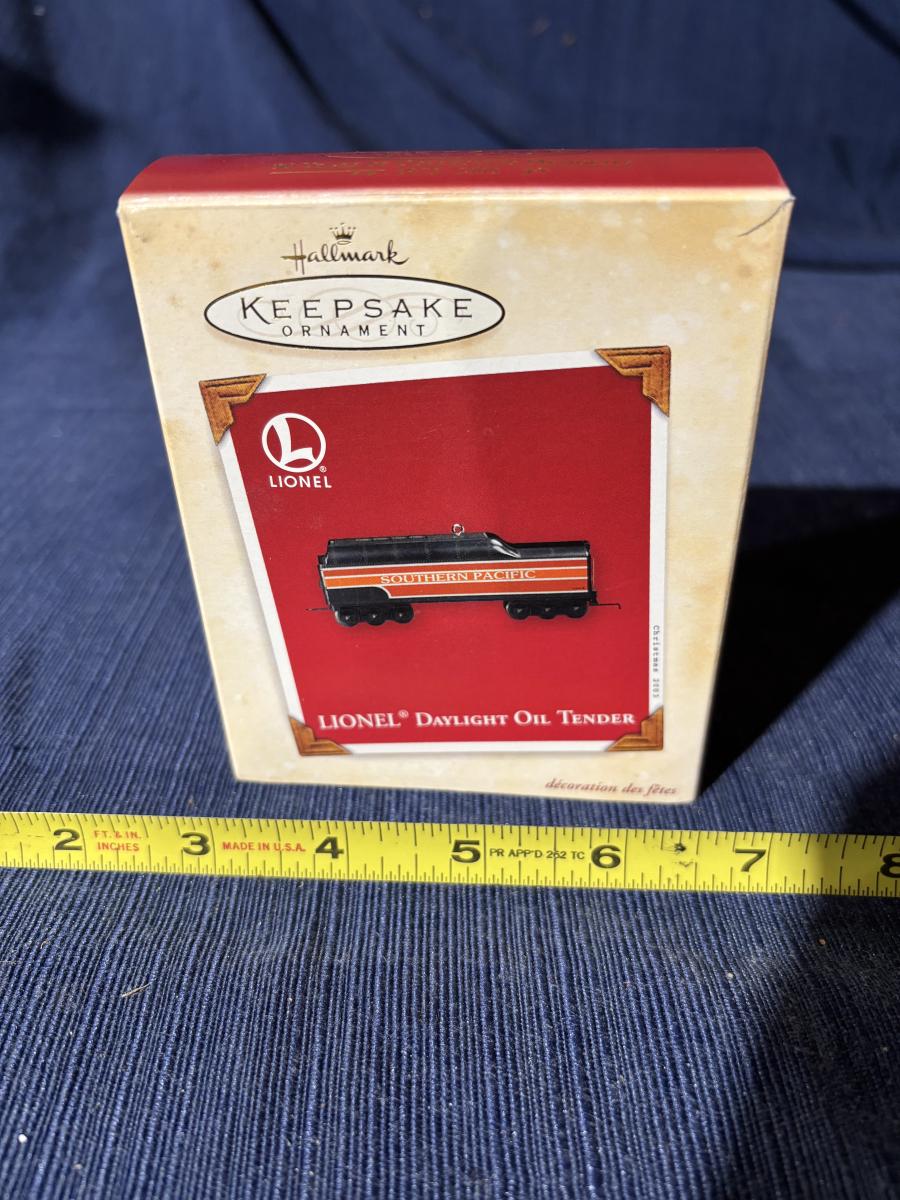 Hallmark
KEEPSAKE
ORNAMENT
L
®
LIONEL
SOUTHERN PACIFIC
Christmas 2003
LIONEL® DAYLIGHT OIL TENDER
décoration des fêtes
2 FT. & IN. INCHES 3 MADE IN U.S.A. 4 5 PR APP'D 262 TC 6 7 8